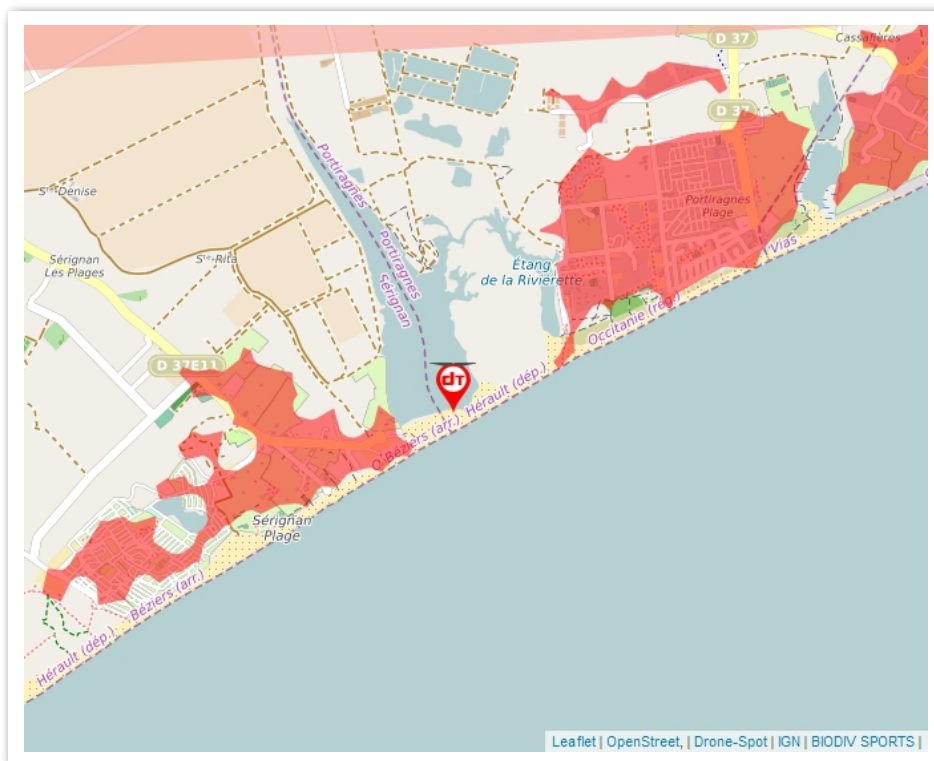 D 37
Cassafières
D 37
Portiragnes
Portiragnes
Sérignan
Sᵗᵉ-Denise
Portiragnes
Plage
Sérignan
Les Plages
Sᵗᵉ-Rita
Étang
de la Riviérette
Vias
Occitanie (rég.)
D 37E11
dT
Béziers (arr.) Hérault (dép.)
Sérignan
Plage
Hérault (dép.) Béziers (arr.)
Leaflet | OpenStreet, | Drone-Spot | IGN | BIODIV SPORTS |